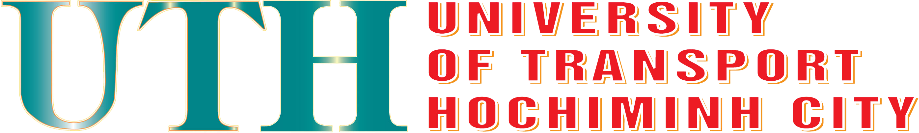 UTH
UNIVERSITY
OF TRANSPORT
HOCHIMINH CITY